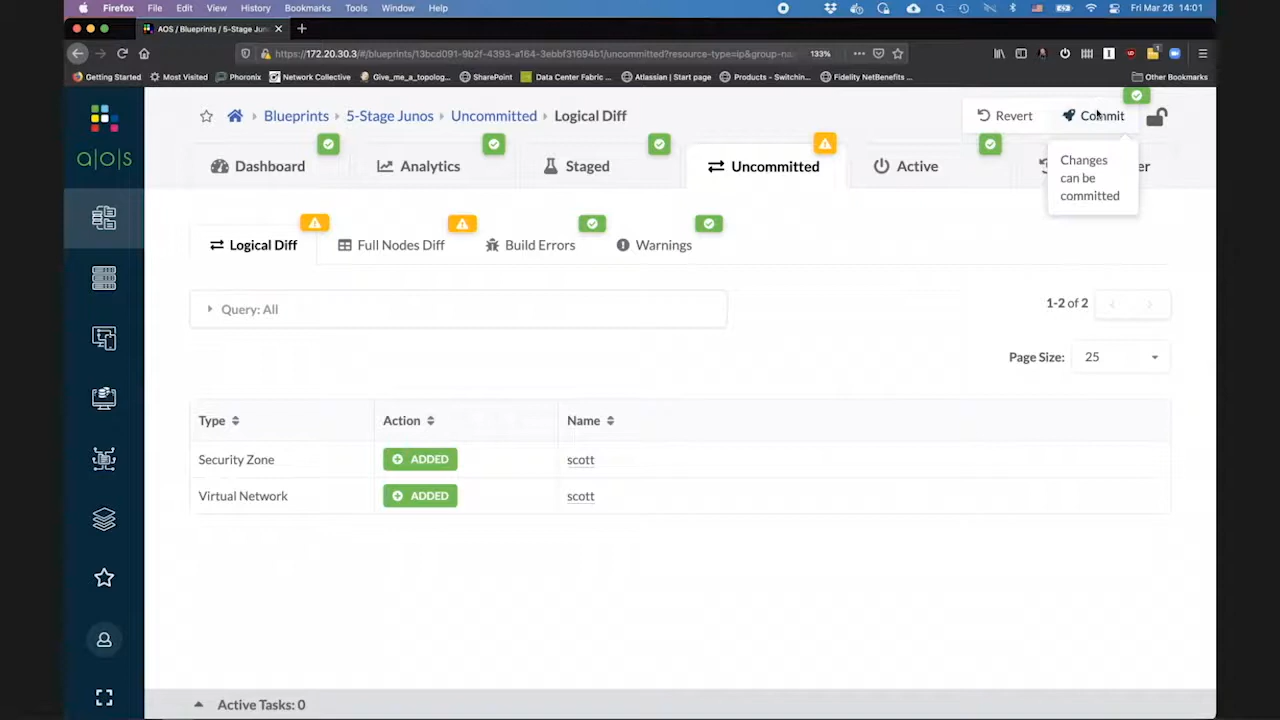 Firefox File Edit View History Bookmarks Tools Window Help Fri Mar 26 14:01
AOS / Blueprints / 5-Stage Juno
https://172.20.30.3/#/blueprints/13bcd091-9b2f-4393-a164-3ebbf31694b1/uncommitted?resource-type=ip&group-na 133%
Getting Started Most Visited Phoronix Network Collective Give_me_a_topolog... SharePoint Data Center Fabric ... Atlassian | Start page Products - Switchin... Fidelity NetBenefits ... Other Bookmarks
a|o|s
Blueprints 5-Stage Junos Uncommitted Logical Diff
Revert Commit
Dashboard Analytics Staged Uncommitted Active er
Changes
can be
committed
Logical Diff Full Nodes Diff Build Errors Warnings
Query: All
1-2 of 2
Page Size: 25
Type Action Name
Security Zone ADDED scott
Virtual Network ADDED scott
Active Tasks: 0